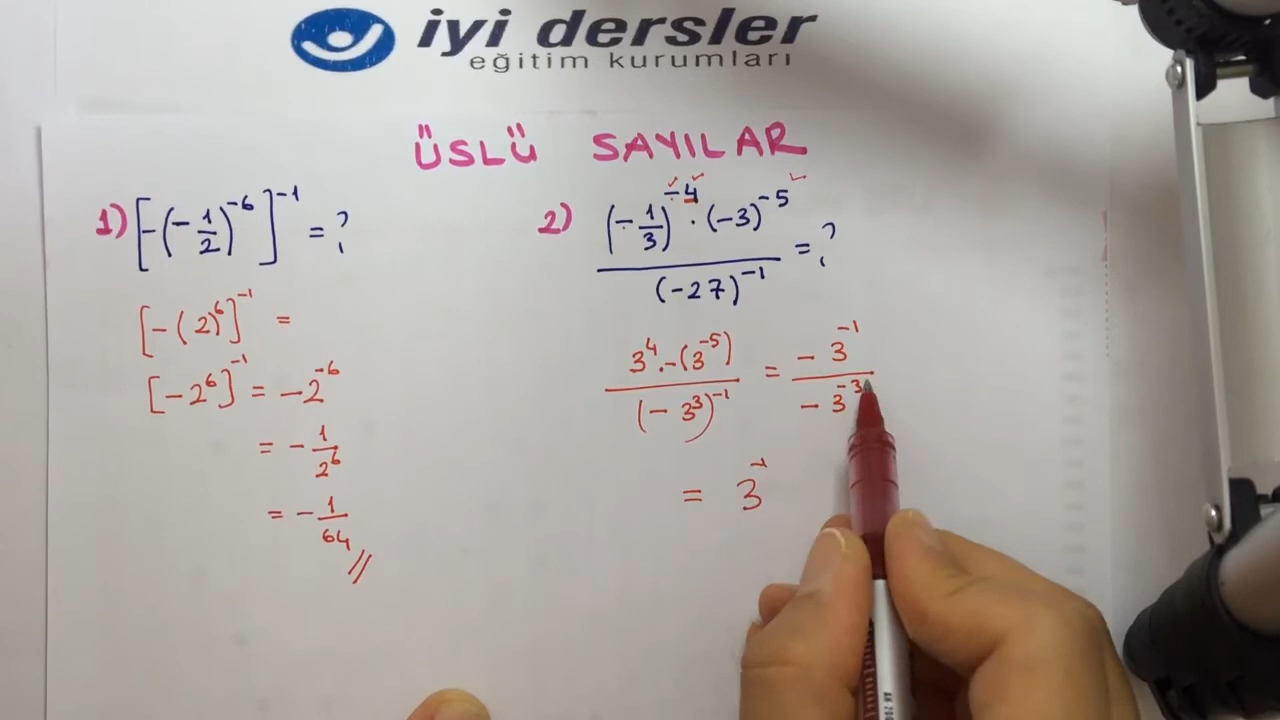 iyi dersler
eğitim kurumları
ÜSLÜ SAYILAR
1) [-(-1/2)^-6]^-1 = ?
[-(2)^6]^-1 =
[-2^6]^-1 = -2^-6
= -1/2^6
= -1/64 //
2) ((-1/3)^-4 · (-3)^-5) / (-27)^-1 = ?
(3^4 · -(3^-5)) / (-3^3)^-1 = (-3^-1) / (-3^-3)
= 3^-1